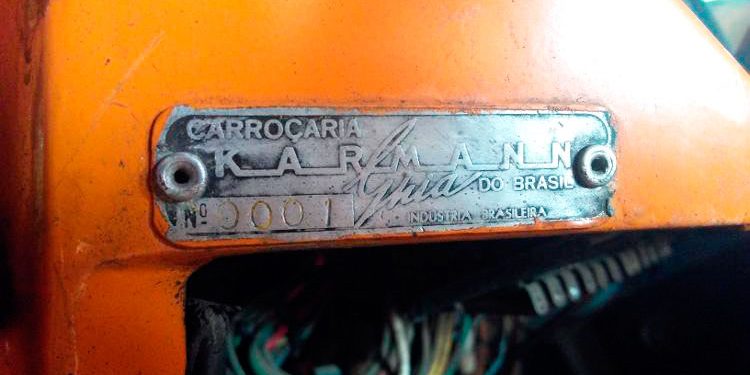 CARROÇARIA
KARMANN
Ghia DO BRASIL
Nº 0001 INDUSTRIA BRASILEIRA